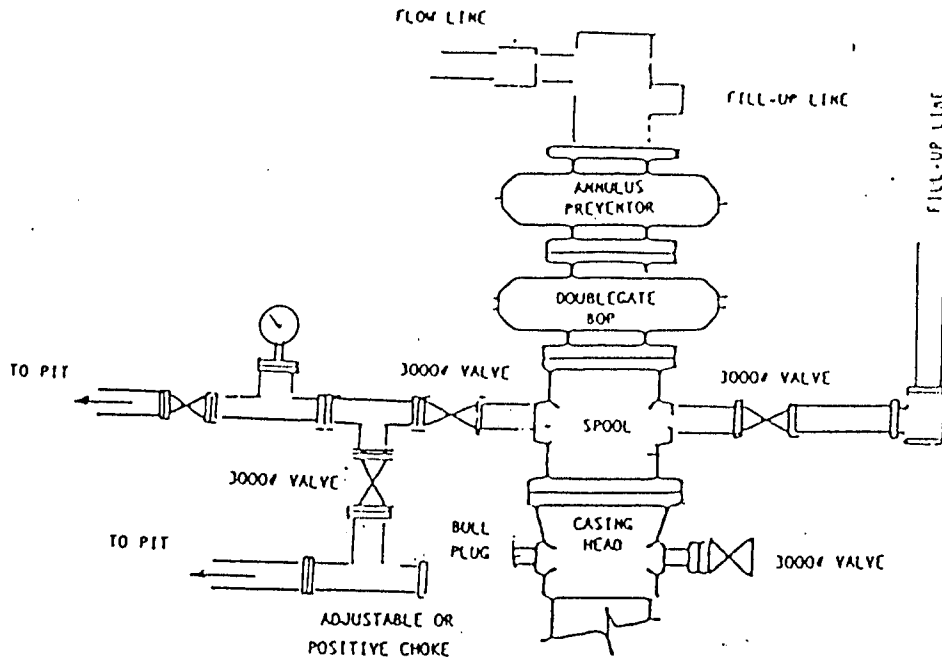 FLOW LINE
FILL-UP LINE
FILL-UP LINE
ANNULUS
PREVENTOR
DOUBLEGATE
BOP
TO PIT
3000# VALVE
3000# VALVE
SPOOL
3000# VALVE
BULL
PLUG
CASING
HEAD
TO PIT
3000# VALVE
ADJUSTABLE OR
POSITIVE CHOKE